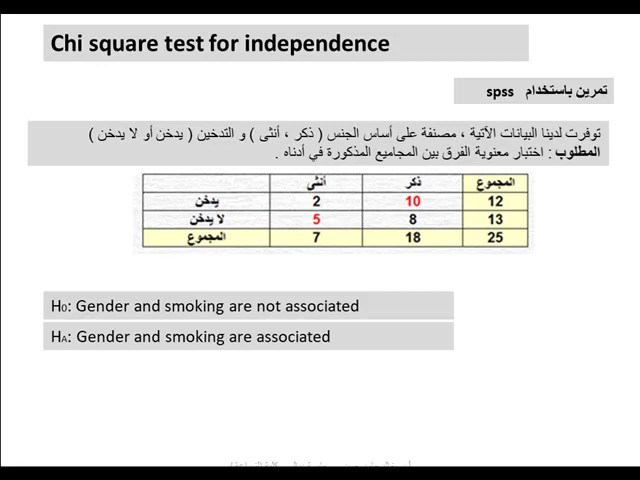 Chi square test for independence
تمرين باستخدام spss
توفرت لدينا البيانات الآتية ، مصنفة على أساس الجنس ( ذكر ، أنثى ) و التدخين ( يدخن أو لا يدخن )
المطلوب : اختبار معنوية الفرق بين المجاميع المذكورة في أدناه .
المجموع ذكر أنثى
12 10 2 يدخن
13 8 5 لا يدخن
25 18 7 المجموع
H0: Gender and smoking are not associated
HA: Gender and smoking are associated